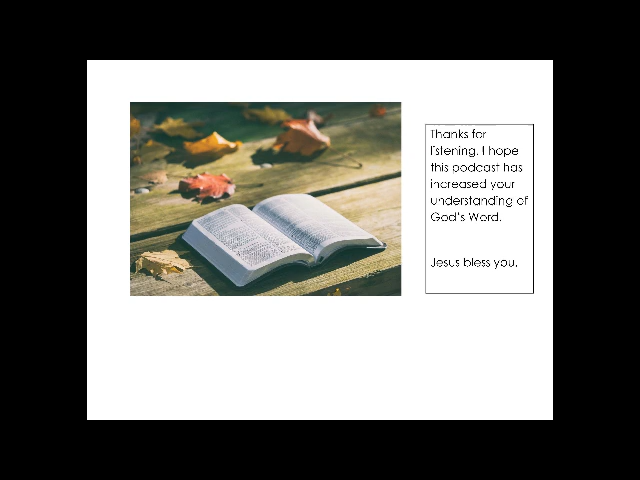 Thanks for
listening. I hope
this podcast has
increased your
understanding of
God's Word.
Jesus bless you.